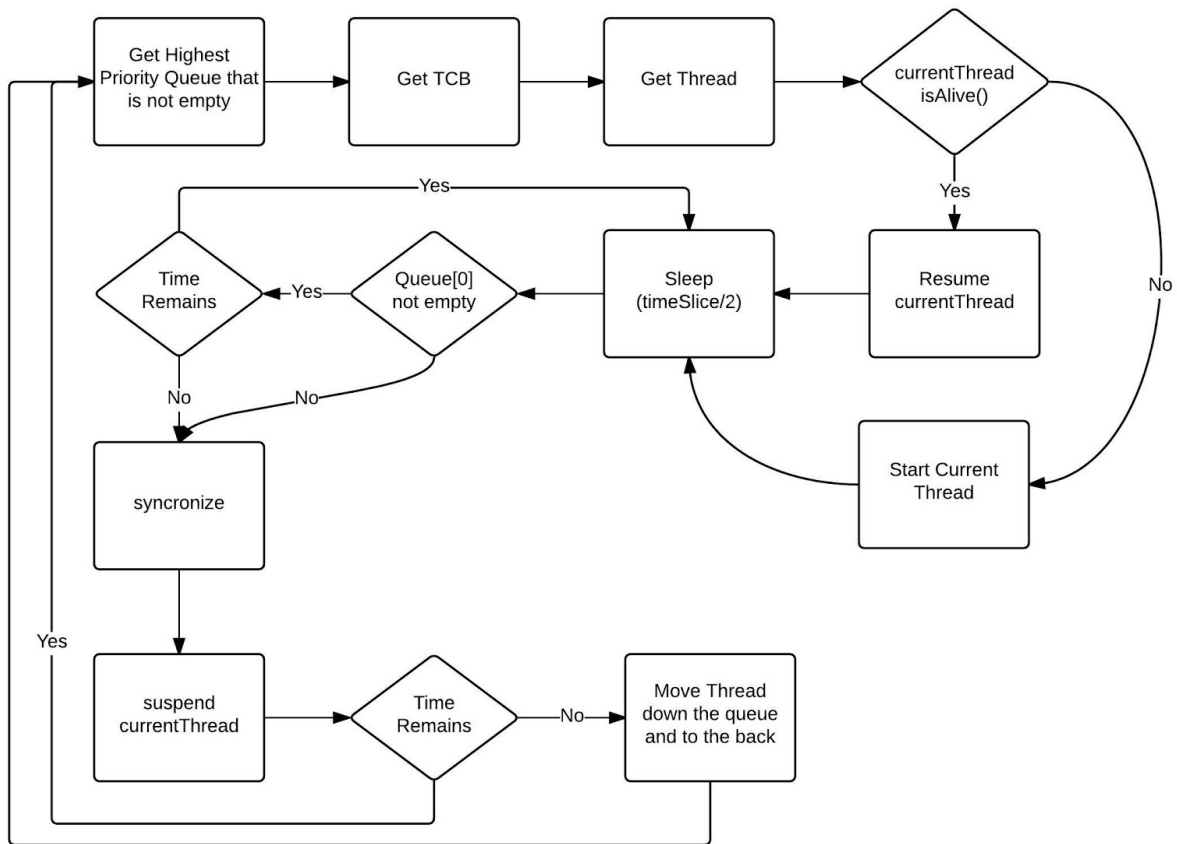 Get Highest
Priority Queue that
is not empty
Get TCB
Get Thread
currentThread
isAlive()
Yes
No
Yes
Time
Remains
Yes
Queue[0]
not empty
Sleep
(timeSlice/2)
Resume
currentThread
No
No
Start Current
Thread
syncronize
Yes
suspend
currentThread
Time
Remains
No
Move Thread
down the queue
and to the back